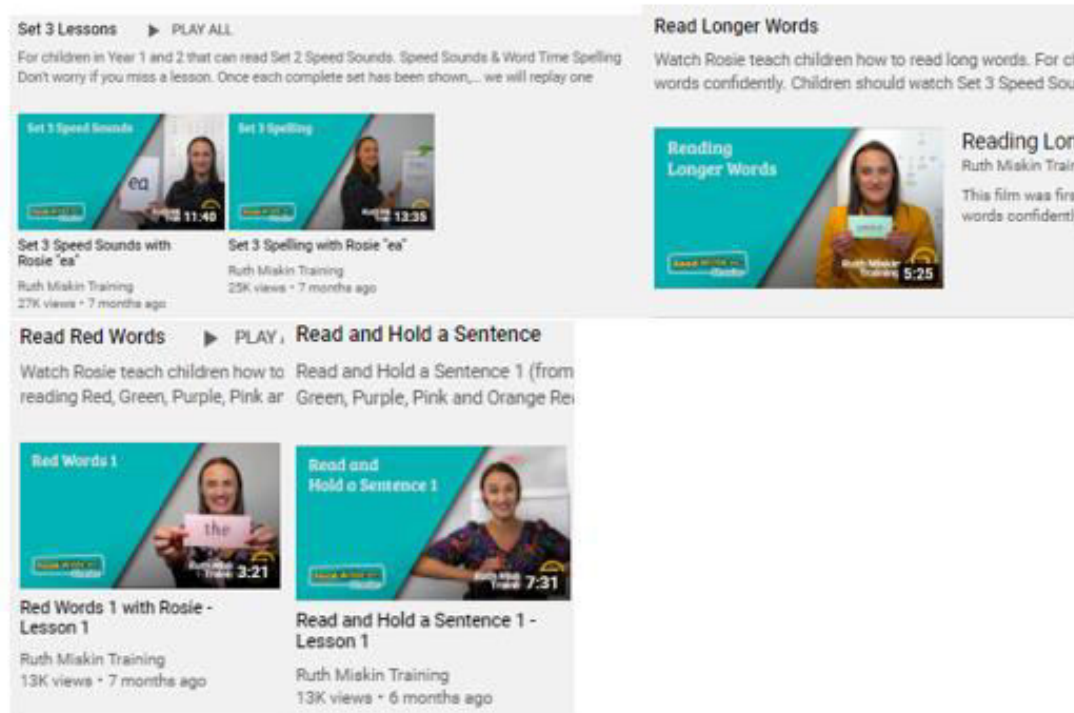 Set 3 Lessons PLAY ALL
For children in Year 1 and 2 that can read Set 2 Speed Sounds. Speed Sounds & Word Time Spelling
Don't worry if you miss a lesson. Once each complete set has been shown,... we will replay one
Set 3 Speed Sounds
ea
11:40
Set 3 Spelling
13:35
Set 3 Speed Sounds with
Rosie "ea"
Ruth Miskin Training
27K views • 7 months ago
Set 3 Spelling with Rosie "ea"
Ruth Miskin Training
25K views • 7 months ago
Read Longer Words
Watch Rosie teach children how to read long words. For cl
words confidently. Children should watch Set 3 Speed Sou
Reading
Longer Words
Ruth Miskin
Training
5:25
Reading Lor
Ruth Miskin Trair
This film was firs
words confidentl
Read Red Words PLAY
Watch Rosie teach children how to
reading Red, Green, Purple, Pink ar
Red Words 1
the
3:21
Red Words 1 with Rosie -
Lesson 1
Ruth Miskin Training
13K views • 7 months ago
Read and Hold a Sentence
Read and Hold a Sentence 1 (from
Green, Purple, Pink and Orange Re
Read and
Hold a Sentence 1
7:31
Read and Hold a Sentence 1 -
Lesson 1
Ruth Miskin Training
13K views • 6 months ago